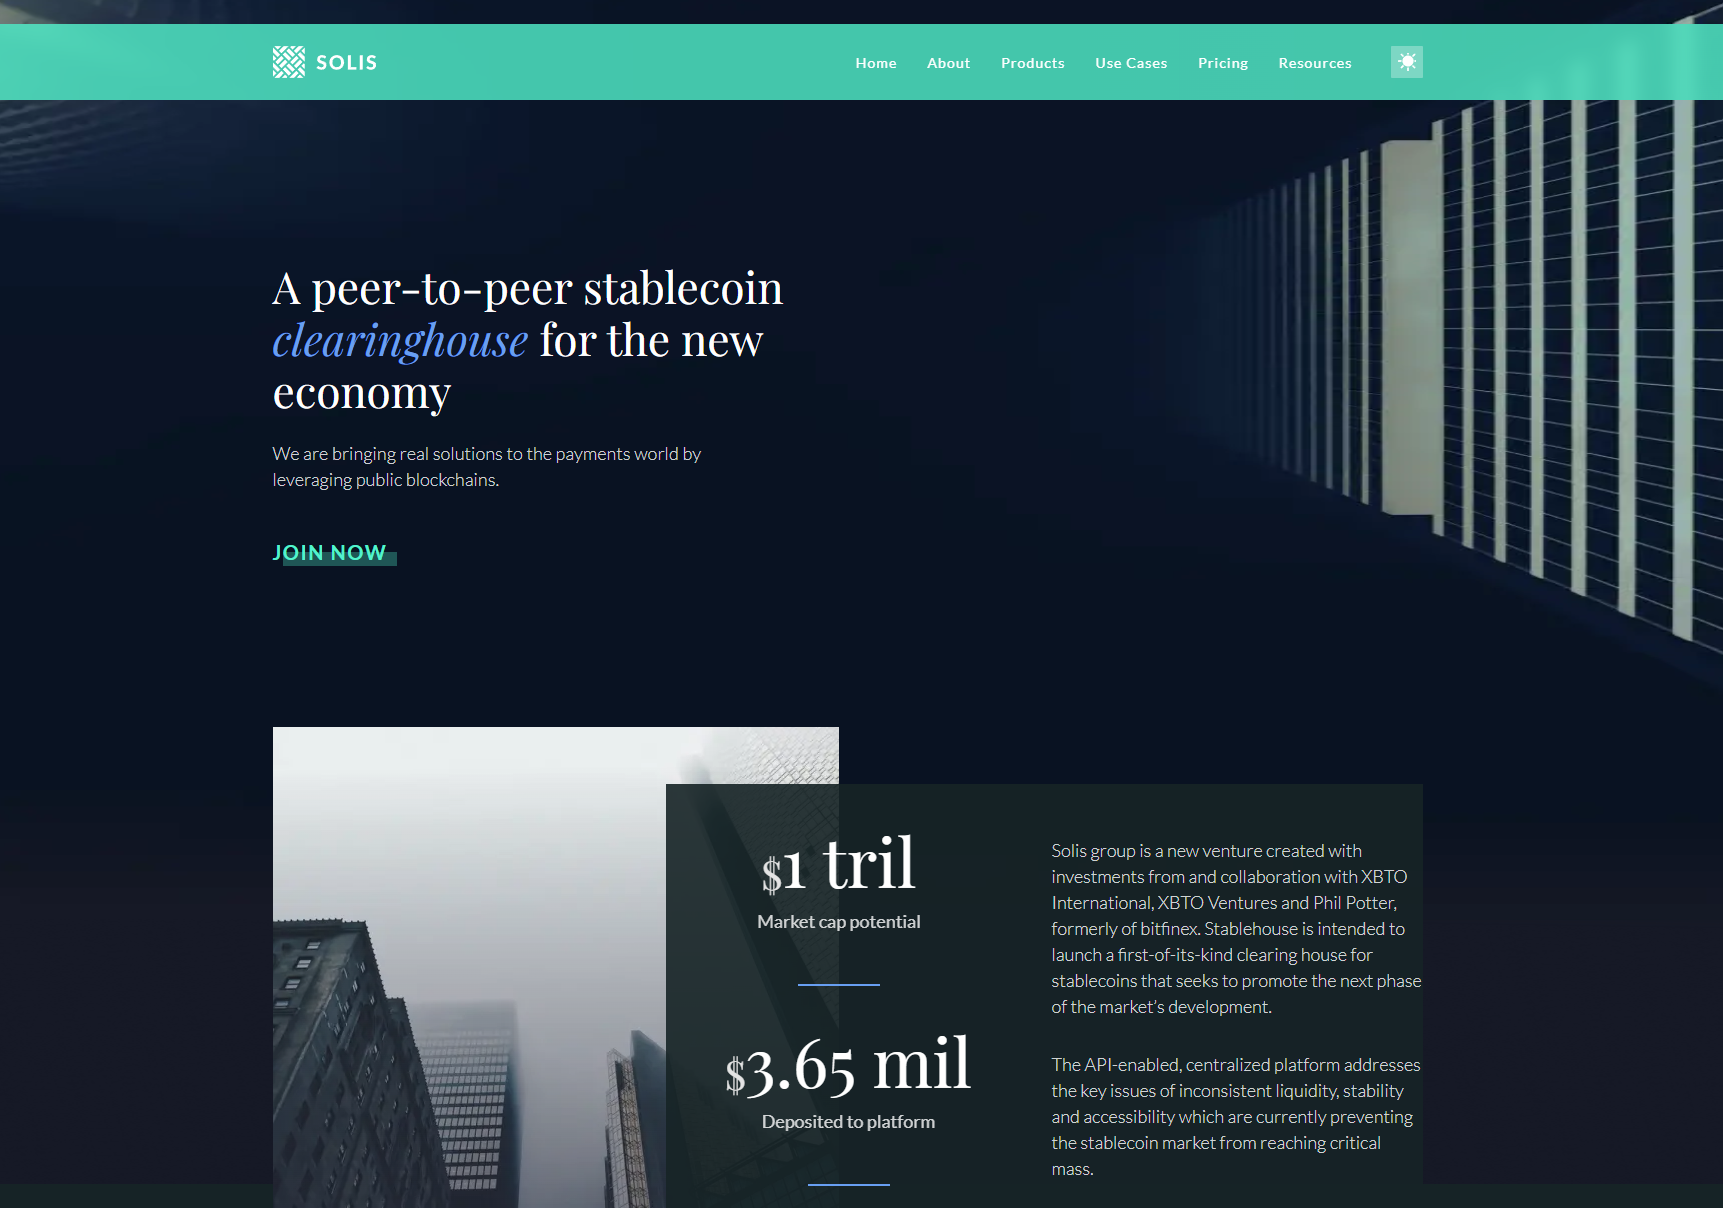 SOLIS
Home About Products Use Cases Pricing Resources
A peer-to-peer stablecoin
clearinghouse for the new
economy
We are bringing real solutions to the payments world by
leveraging public blockchains.
JOIN NOW
$1 tril
Market cap potential
$3.65 mil
Deposited to platform
Solis group is a new venture created with
investments from and collaboration with XBTO
International, XBTO Ventures and Phil Potter,
formerly of bitfinex. Stablehouse is intended to
launch a first-of-its-kind clearing house for
stablecoins that seeks to promote the next phase
of the market’s development.
The API-enabled, centralized platform addresses
the key issues of inconsistent liquidity, stability
and accessibility which are currently preventing
the stablecoin market from reaching critical
mass.